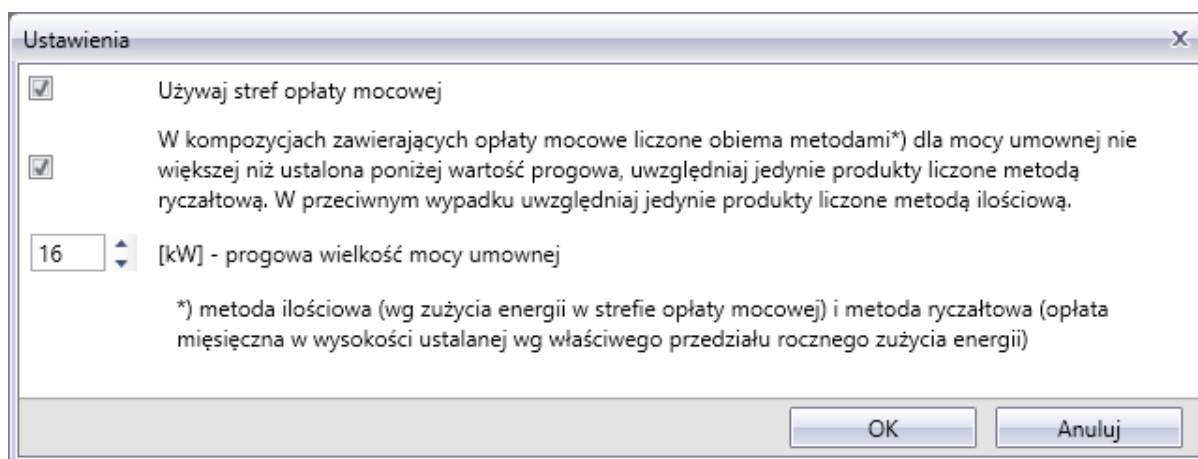 Ustawienia
Używaj stref opłaty mocowej
W kompozycjach zawierających opłaty mocowe liczone obiema metodami*) dla mocy umownej nie
większej niż ustalona poniżej wartość progowa, uwzględniaj jedynie produkty liczone metodą
ryczałtową. W przeciwnym wypadku uwzględniaj jedynie produkty liczone metodą ilościową.
16 [kW] - progowa wielkość mocy umownej
*) metoda ilościowa (wg zużycia energii w strefie opłaty mocowej) i metoda ryczałtowa (opłata
mięsięczna w wysokości ustalanej wg właściwego przedziału rocznego zużycia energii)
OK Anuluj